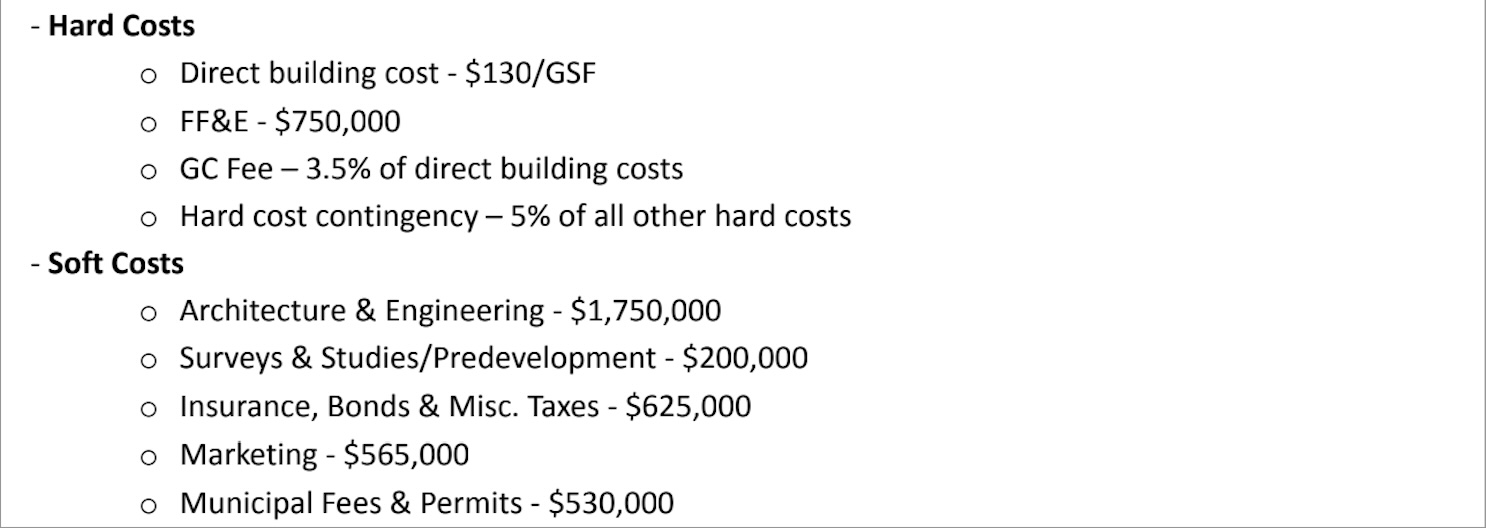 - Hard Costs
o Direct building cost - $130/GSF
o FF&E - $750,000
o GC Fee – 3.5% of direct building costs
o Hard cost contingency – 5% of all other hard costs
- Soft Costs
o Architecture & Engineering - $1,750,000
o Surveys & Studies/Predevelopment - $200,000
o Insurance, Bonds & Misc. Taxes - $625,000
o Marketing - $565,000
o Municipal Fees & Permits - $530,000